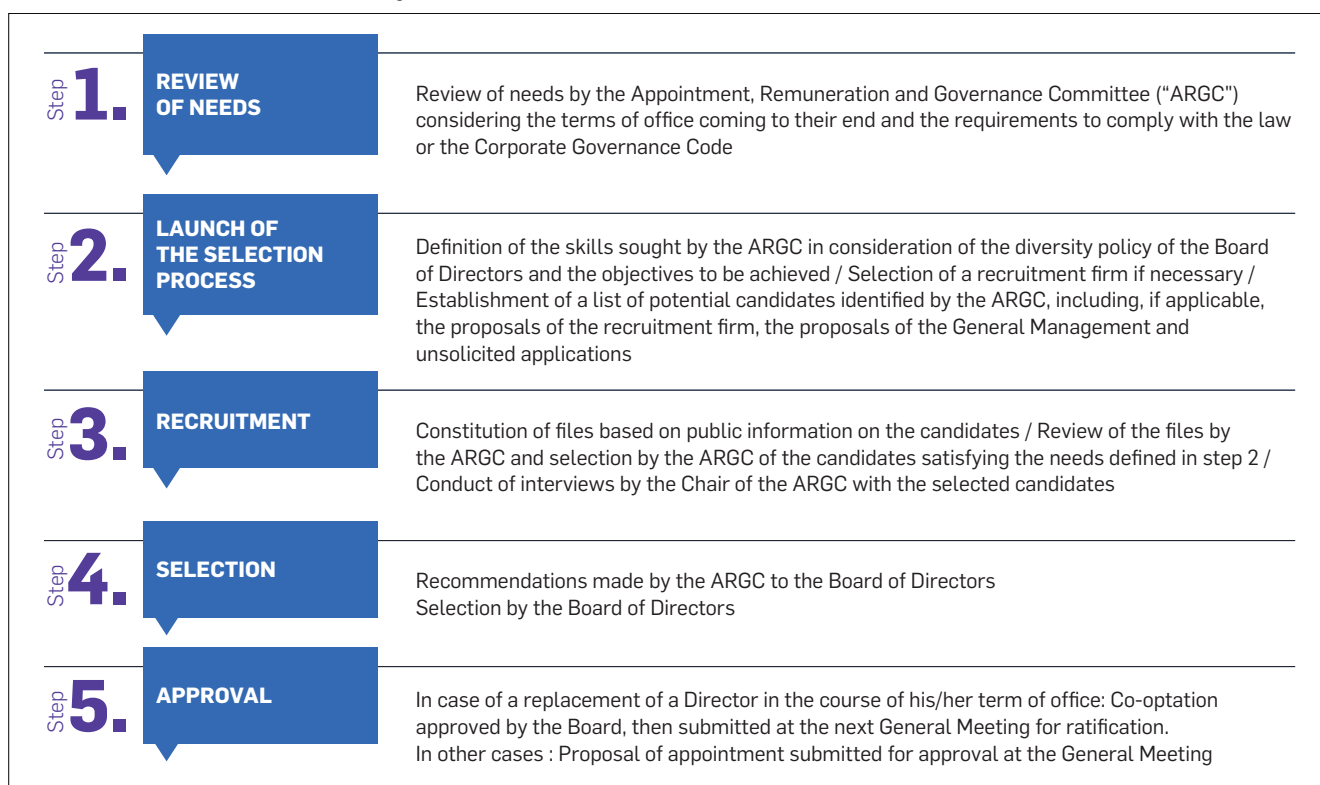 Step 1.
REVIEW
OF NEEDS
Review of needs by the Appointment, Remuneration and Governance Committee (“ARGC”)
considering the terms of office coming to their end and the requirements to comply with the law
or the Corporate Governance Code
Step 2.
LAUNCH OF
THE SELECTION
PROCESS
Definition of the skills sought by the ARGC in consideration of the diversity policy of the Board
of Directors and the objectives to be achieved / Selection of a recruitment firm if necessary /
Establishment of a list of potential candidates identified by the ARGC, including, if applicable,
the proposals of the recruitment firm, the proposals of the General Management and
unsolicited applications
Step 3.
RECRUITMENT
Constitution of files based on public information on the candidates / Review of the files by
the ARGC and selection by the ARGC of the candidates satisfying the needs defined in step 2 /
Conduct of interviews by the Chair of the ARGC with the selected candidates
Step 4.
SELECTION
Recommendations made by the ARGC to the Board of Directors
Selection by the Board of Directors
Step 5.
APPROVAL
In case of a replacement of a Director in the course of his/her term of office: Co-optation
approved by the Board, then submitted at the next General Meeting for ratification.
In other cases : Proposal of appointment submitted for approval at the General Meeting